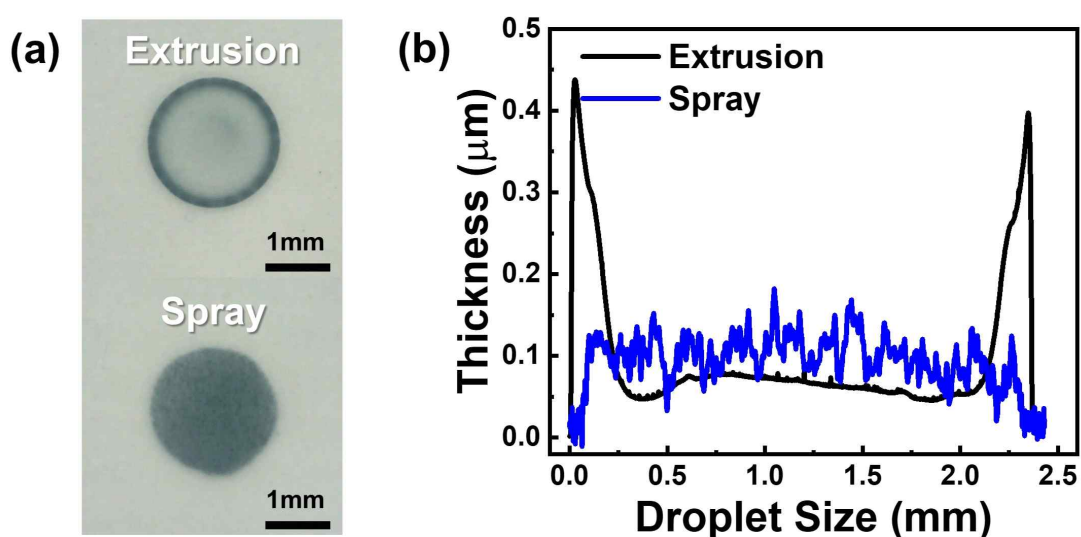 (a)
Extrusion
1mm
Spray
1mm
(b)
Extrusion
Spray
Thickness (μm)
0.5
0.4
0.3
0.2
0.1
0.0
0.0 0.5 1.0 1.5 2.0 2.5
Droplet Size (mm)